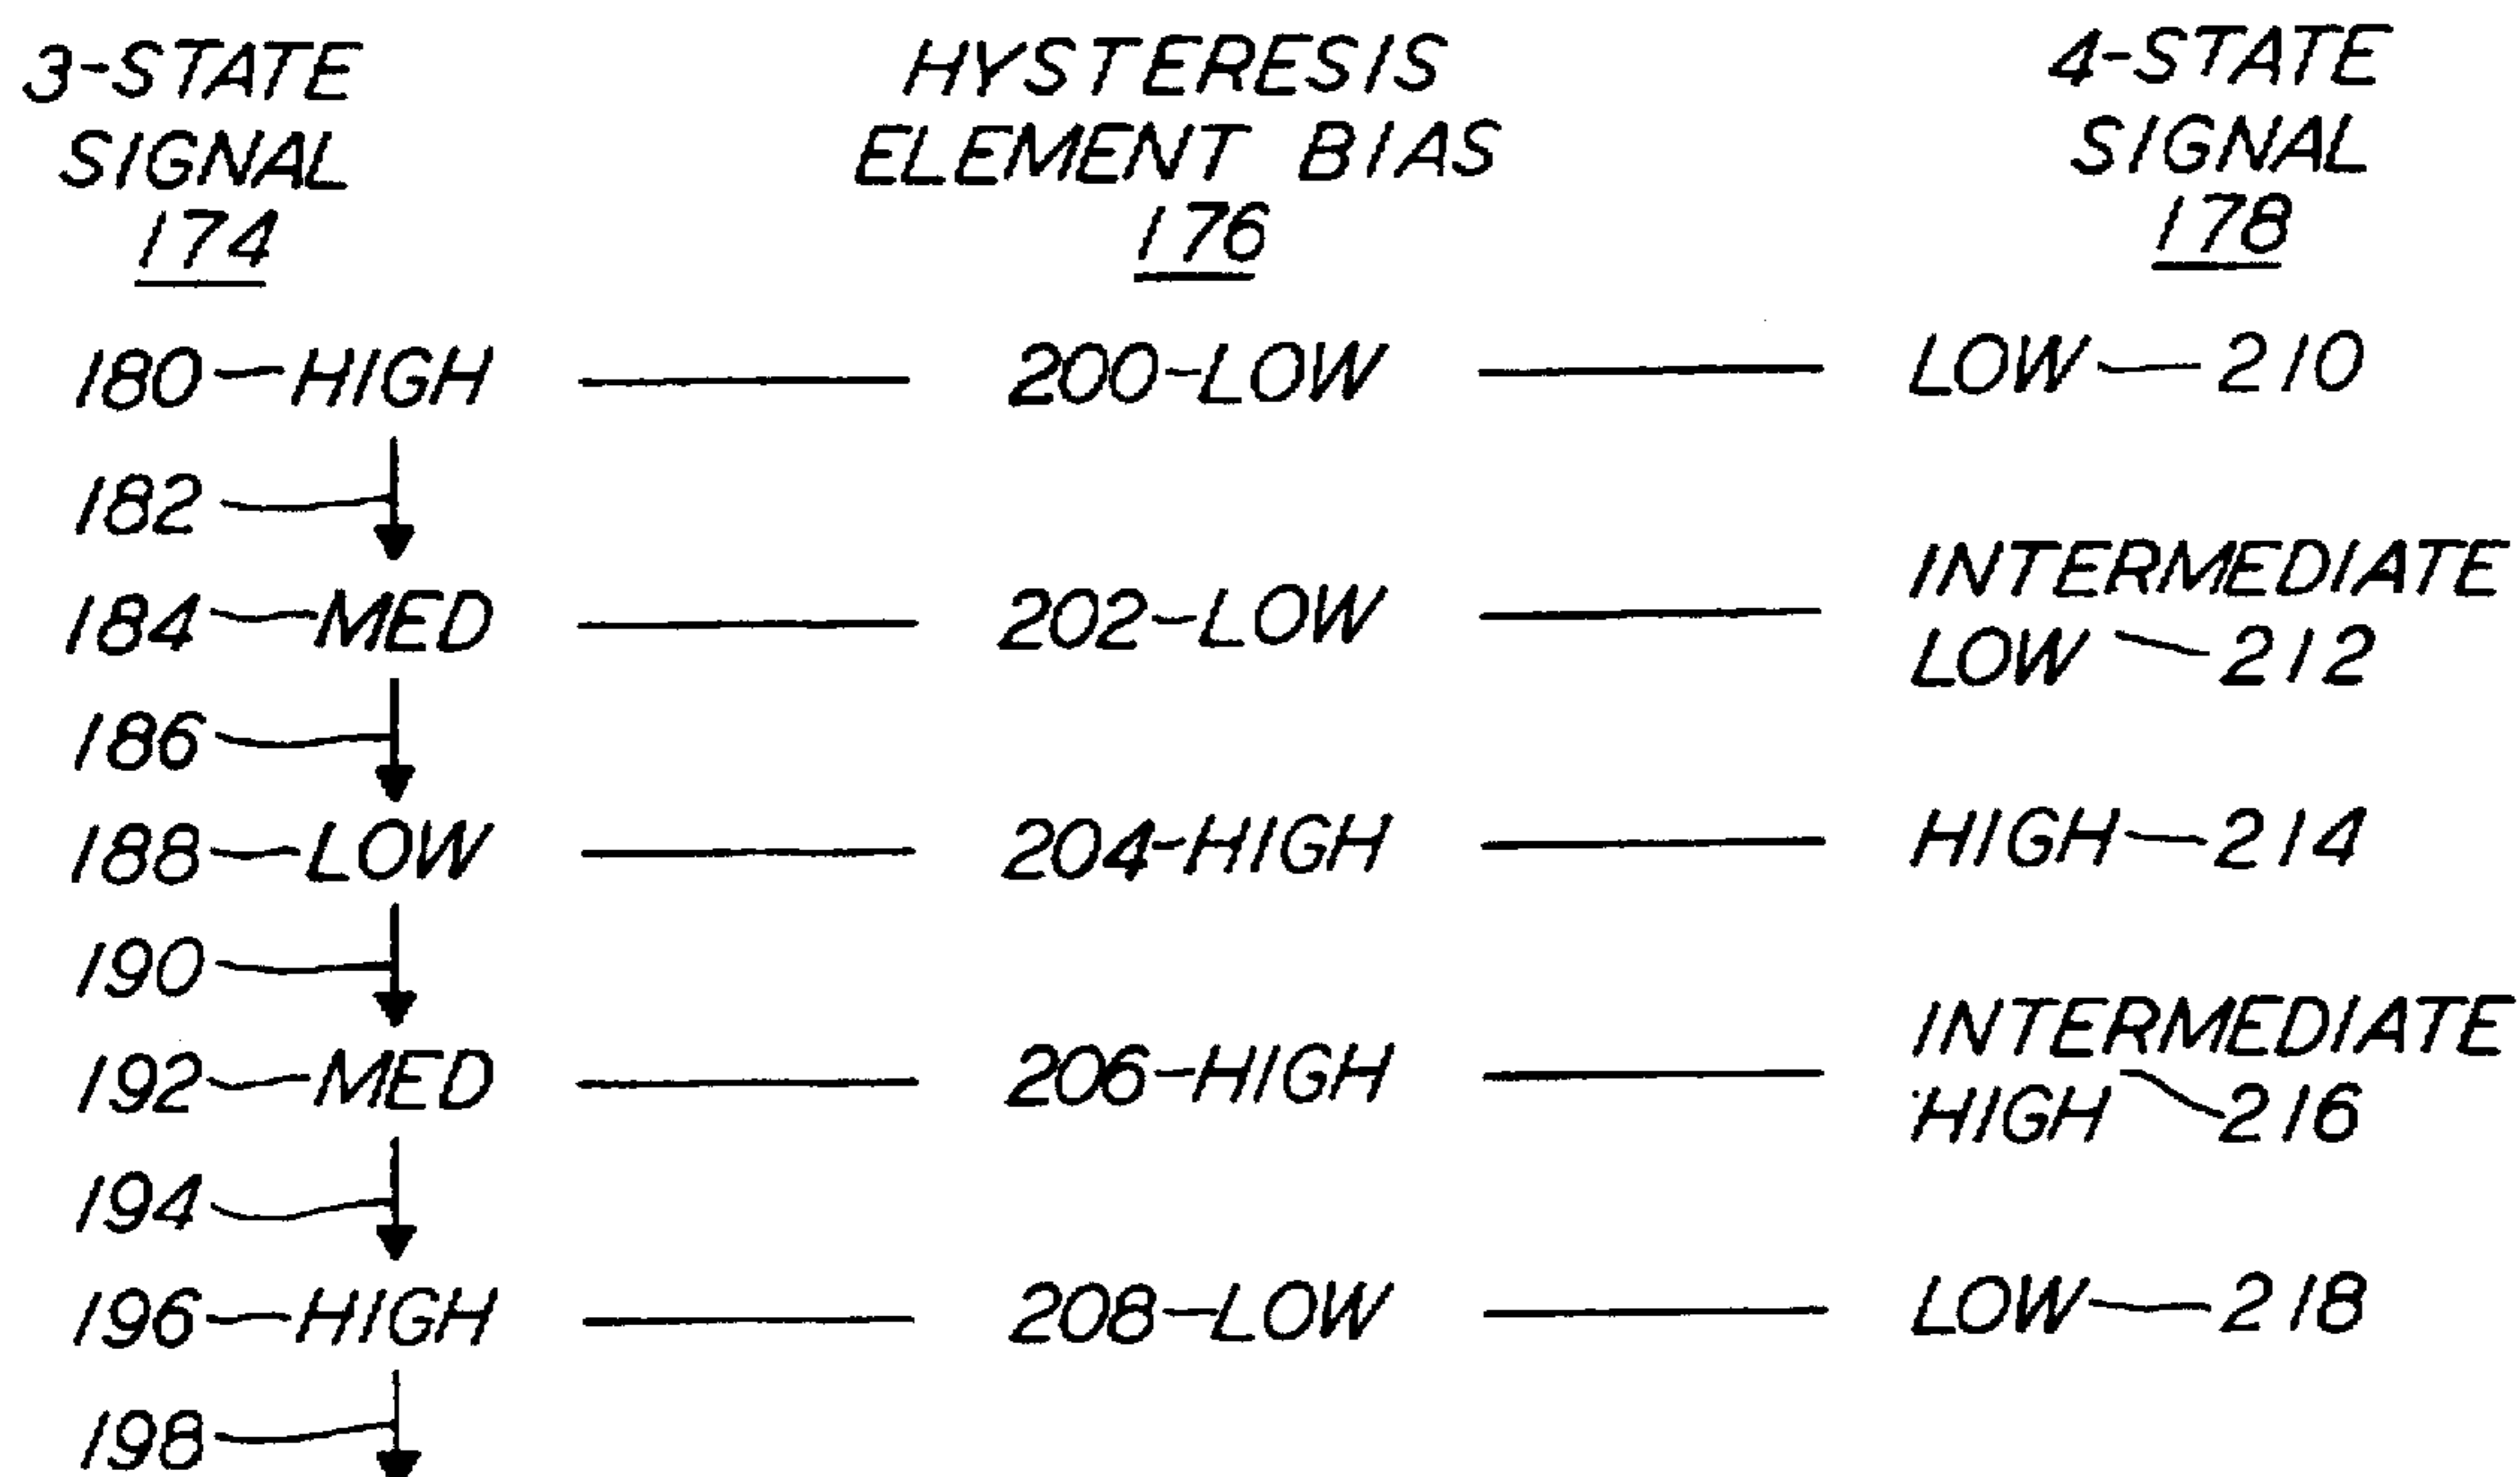 3-STATE SIGNAL 174
HYSTERESIS ELEMENT BIAS 176
4-STATE SIGNAL 178
180 HIGH 200-LOW LOW 210
182
184 MED 202-LOW INTERMEDIATE LOW 212
186
188 LOW 204-HIGH HIGH 214
190
192 MED 206-HIGH INTERMEDIATE HIGH 216
194
196 HIGH 208-LOW LOW 218
198